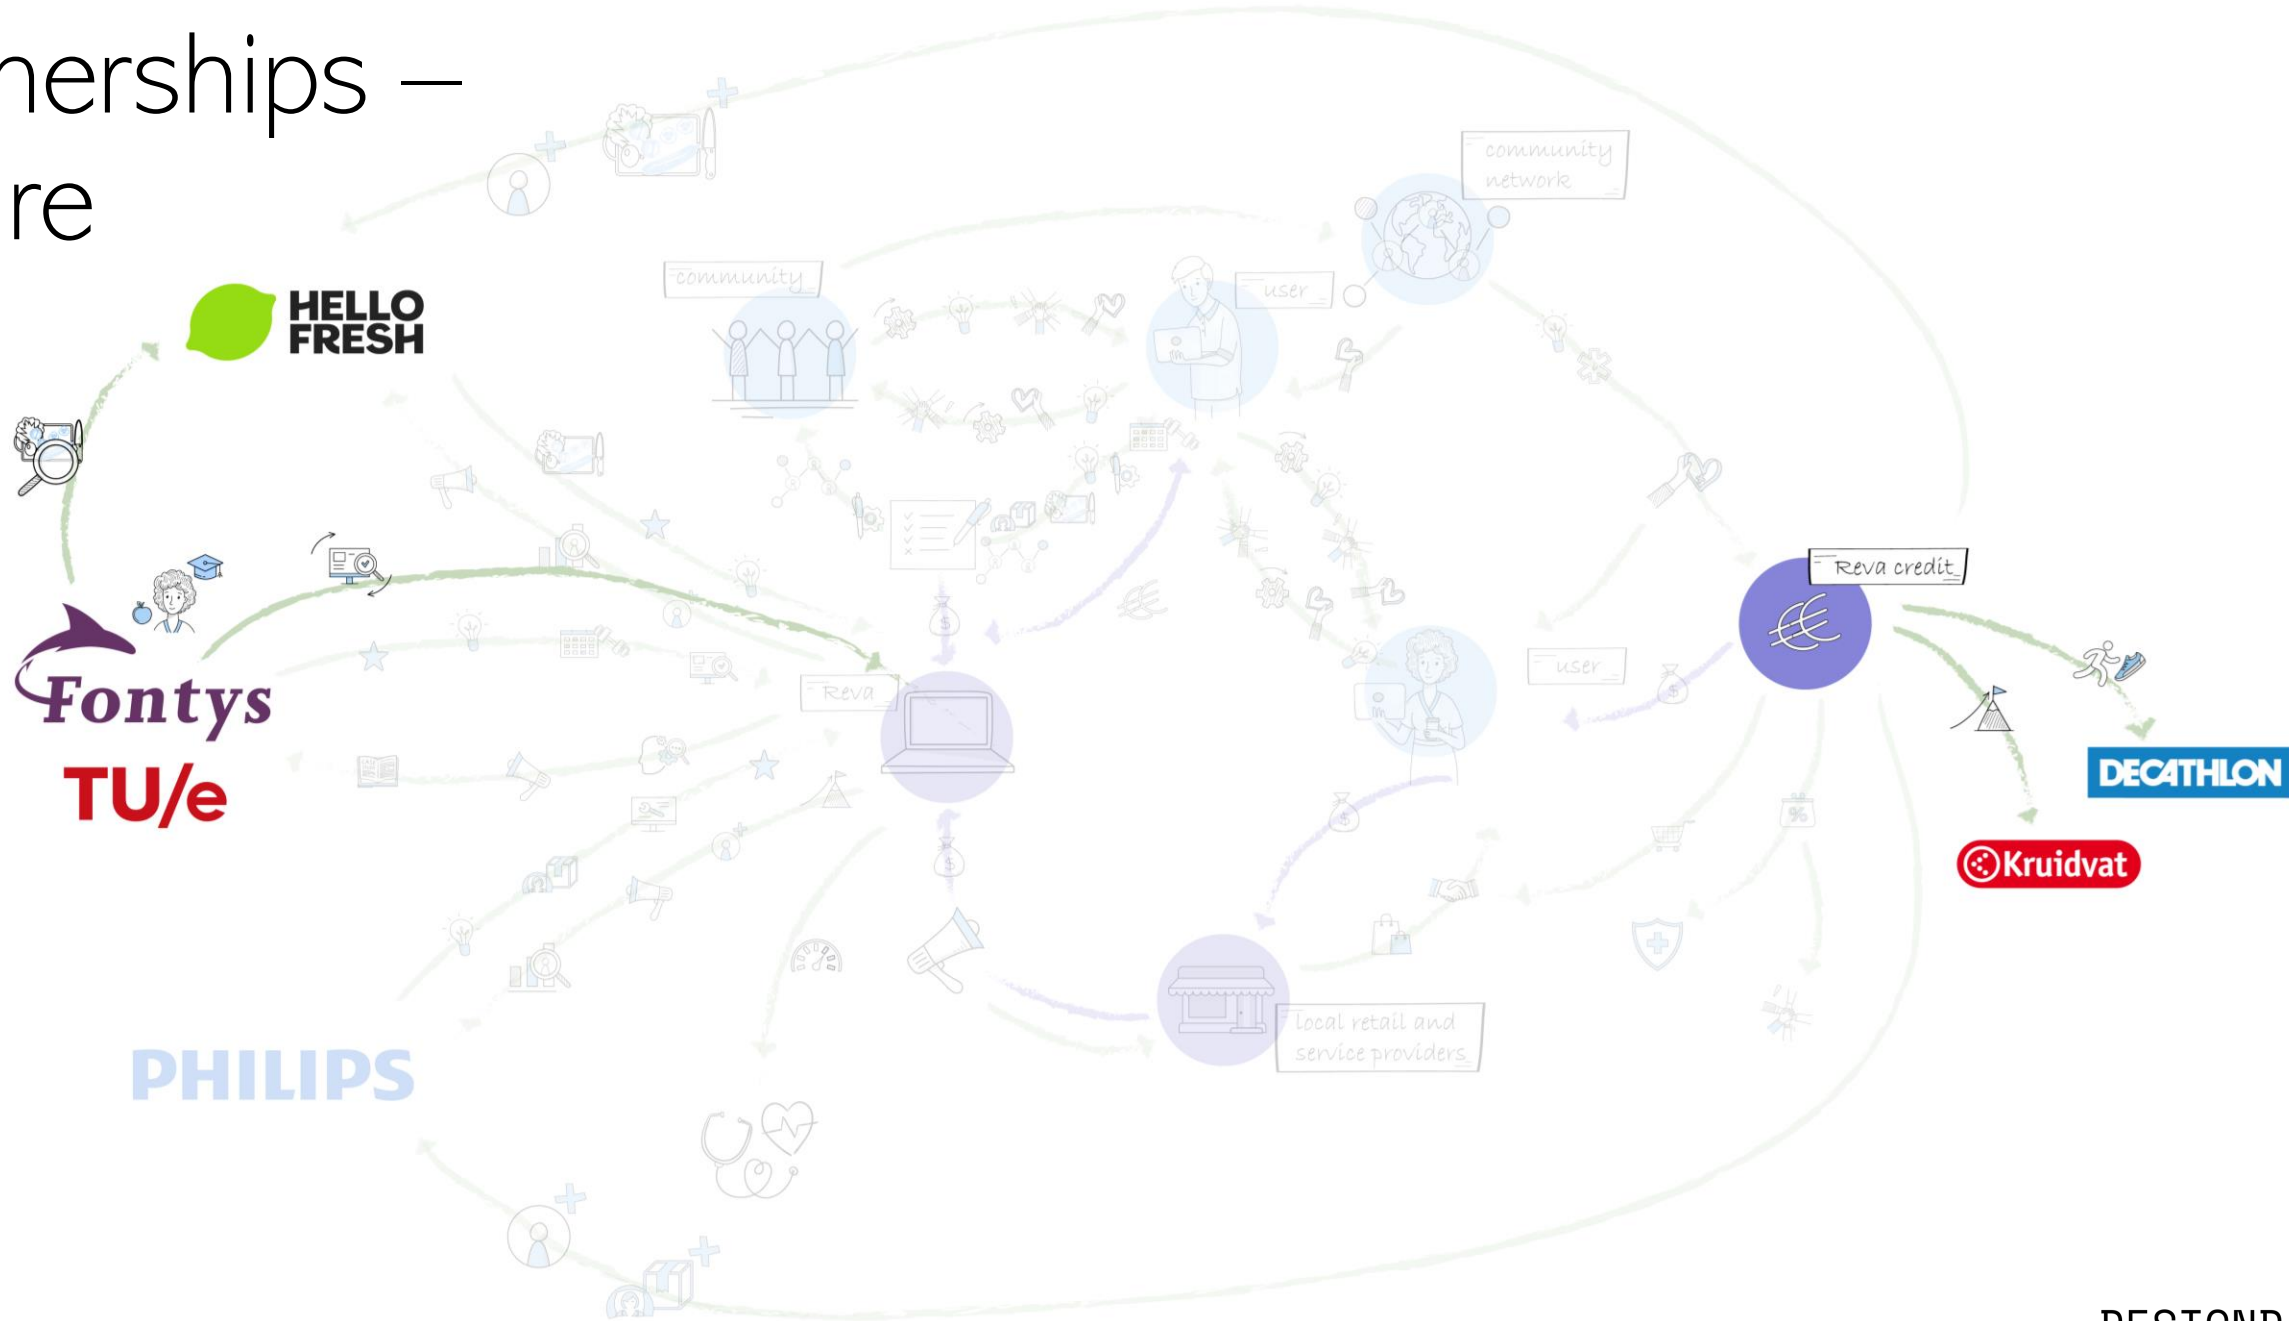 nerships –
re
community
network
community
user
HELLO
FRESH
Reva credit
user
Fontys
Reva
TU/e
DECATHLON
Kruidvat
local retail and
service providers
PHILIPS